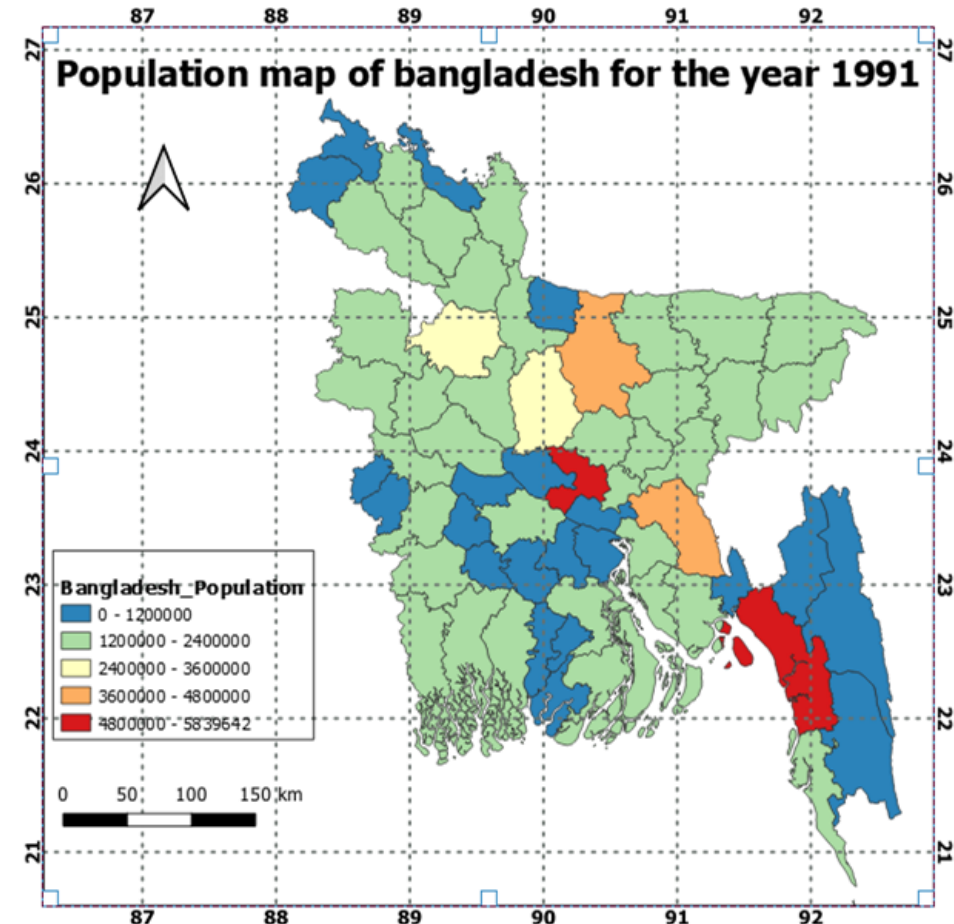 87 88 89 90 91 92
Population map of bangladesh for the year 1991
27 27
26 26
25 25
24 24
23 23
22 22
21 21
Bangladesh_Population
0 - 1200000
1200000 - 2400000
2400000 - 3600000
3600000 - 4800000
4800000 - 5839642
0 50 100 150 km
87 88 89 90 91 92